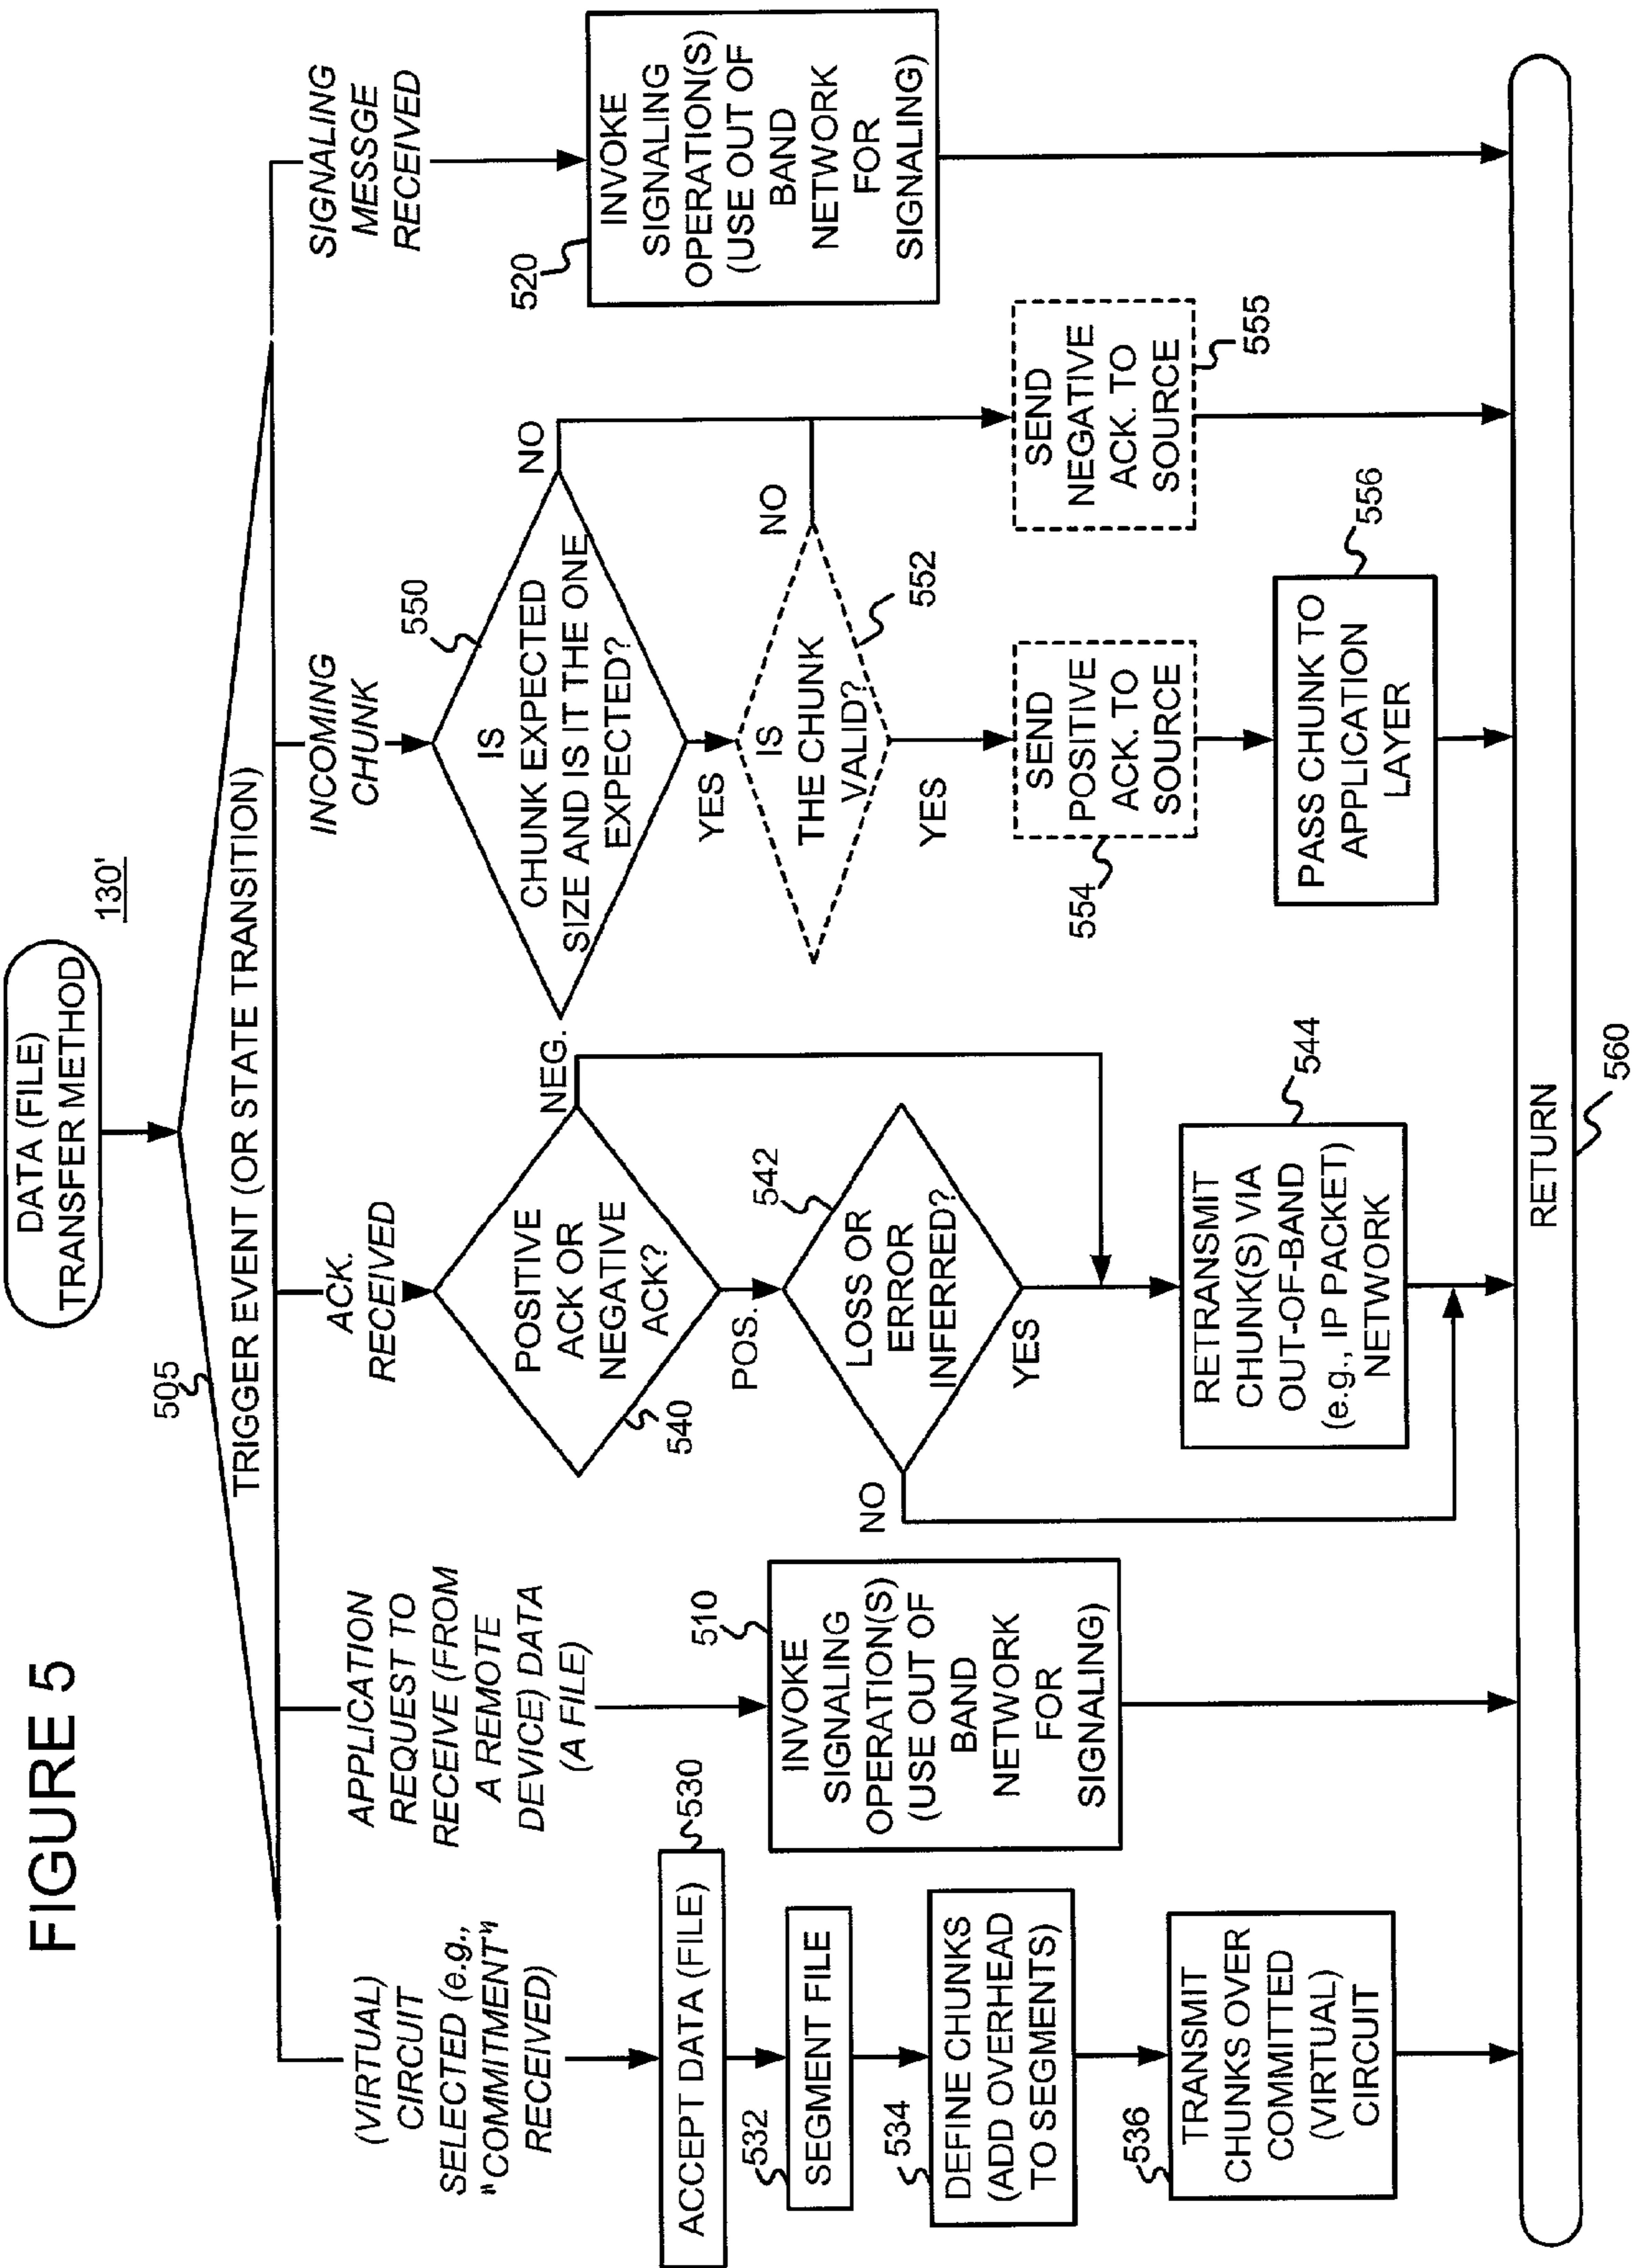 FIGURE 5
DATA (FILE)
TRANSFER METHOD
130'
505
TRIGGER EVENT (OR STATE TRANSITION)
(VIRTUAL)
CIRCUIT
SELECTED (e.g.,
"COMMITMENT"
RECEIVED)
ACCEPT DATA (FILE)
530
532
SEGMENT FILE
534
DEFINE CHUNKS
(ADD OVERHEAD
TO SEGMENTS)
536
TRANSMIT
CHUNKS OVER
COMMITTED
(VIRTUAL)
CIRCUIT
APPLICATION
REQUEST TO
RECEIVE (FROM
A REMOTE
DEVICE) DATA
(A FILE)
510
INVOKE
SIGNALING
OPERATION(S)
(USE OUT OF
BAND
NETWORK
FOR
SIGNALING)
ACK.
RECEIVED
POSITIVE
ACK OR
NEGATIVE
ACK?
540
NEG.
POS.
542
LOSS OR
ERROR
INFERRED?
NO
YES
544
RETRANSMIT
CHUNK(S) VIA
OUT-OF-BAND
(e.g., IP PACKET)
NETWORK
INCOMING
CHUNK
550
IS
CHUNK EXPECTED
SIZE AND IS IT THE ONE
EXPECTED?
NO
YES
IS
THE CHUNK
VALID?
552
NO
YES
554
SEND
POSITIVE
ACK. TO
SOURCE
SEND
NEGATIVE
ACK. TO
SOURCE
555
556
PASS CHUNK TO
APPLICATION
LAYER
SIGNALING
MESSGE
RECEIVED
520
INVOKE
SIGNALING
OPERATION(S)
(USE OUT OF
BAND
NETWORK
FOR
SIGNALING)
RETURN
560